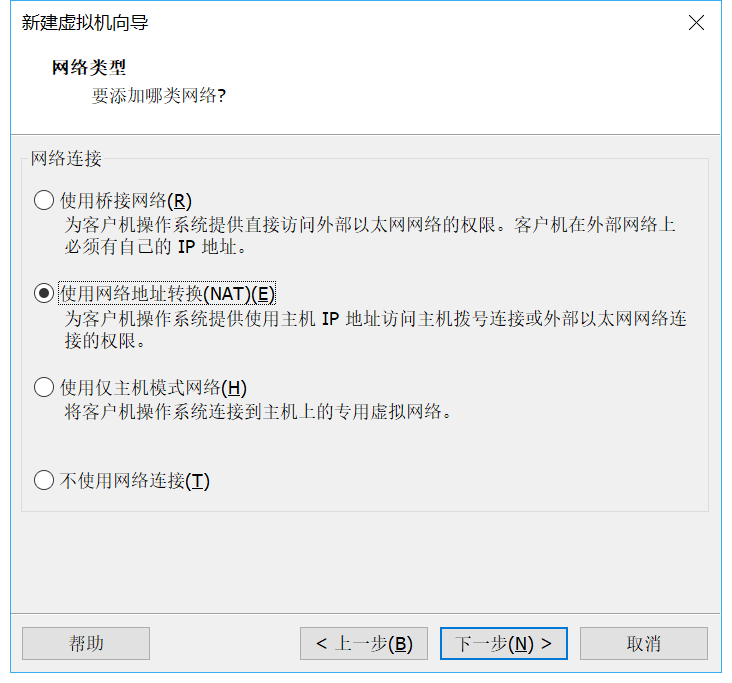 新建虚拟机向导
网络类型
要添加哪类网络?
网络连接
使用桥接网络(R)
为客户机操作系统提供直接访问外部以太网网络的权限。客户机在外部网络上
必须有自己的 IP 地址。
使用网络地址转换(NAT)(E)
为客户机操作系统提供使用主机 IP 地址访问主机拨号连接或外部以太网网络连
接的权限。
使用仅主机模式网络(H)
将客户机操作系统连接到主机上的专用虚拟网络。
不使用网络连接(T)
帮助
< 上一步(B)
下一步(N) >
取消